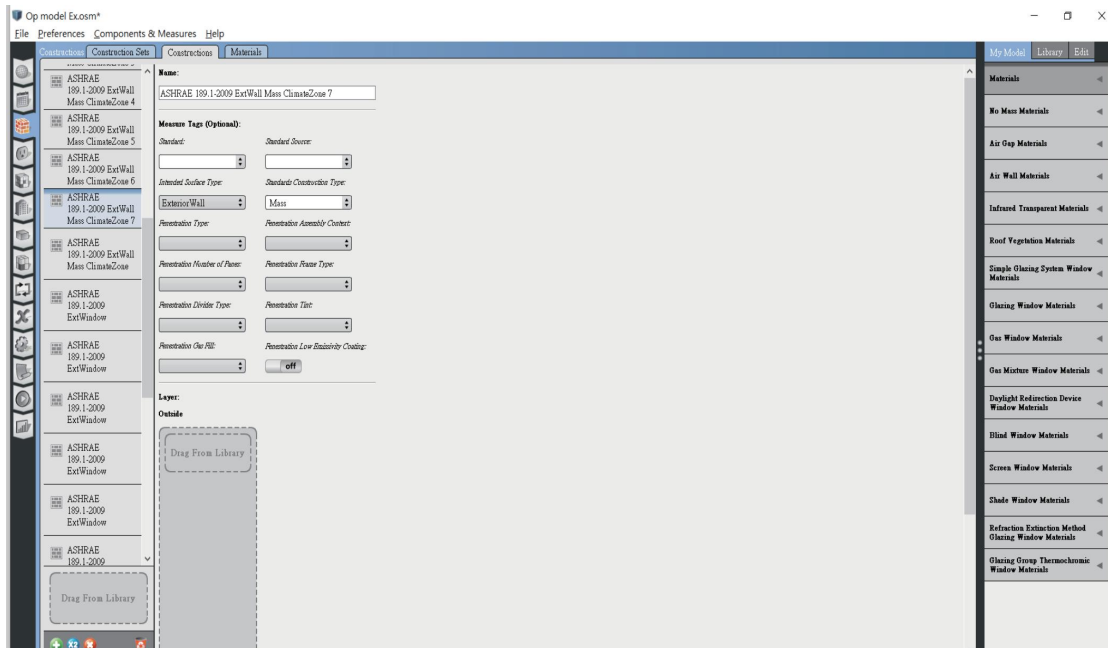 Op model Ex.osm*
File Preferences Components & Measures Help
Constructions Construction Sets Constructions Materials
My Model Library Edit
ASHRAE
189.1-2009 ExtWall
Mass ClimateZone 4
ASHRAE
189.1-2009 ExtWall
Mass ClimateZone 5
ASHRAE
189.1-2009 ExtWall
Mass ClimateZone 6
ASHRAE
189.1-2009 ExtWall
Mass ClimateZone 7
ASHRAE
189.1-2009 ExtWall
Mass ClimateZone
ASHRAE
189.1-2009
ExtWindow
ASHRAE
189.1-2009
ExtWindow
ASHRAE
189.1-2009
ExtWindow
ASHRAE
189.1-2009
ExtWindow
ASHRAE
189.1-2009
ExtWindow
ASHRAE
189.1-2009
Drag From Library
X2
Name:
ASHRAE 189.1-2009 ExtWall Mass ClimateZone 7
Measure Tags (Optional):
Standard: Standard Source:
Intended Surface Type: Standards Construction Type:
ExteriorWall Mass
Fenestration Type: Fenestration Assembly Context:
Fenestration Number of Panes: Fenestration Frame Type:
Fenestration Divider Type: Fenestration Tint:
Fenestration Gas Fill: Fenestration Low Emissivity Coating:
off
Layer:
Outside
Drag From Library
Materials
No Mass Materials
Air Gap Materials
Air Wall Materials
Infrared Transparent Materials
Roof Vegetation Materials
Simple Glazing System Window
Materials
Glazing Window Materials
Gas Window Materials
Gas Mixture Window Materials
Daylight Redirection Device
Window Materials
Blind Window Materials
Screen Window Materials
Shade Window Materials
Refraction Extinction Method
Glazing Window Materials
Glazing Group Thermochromic
Window Materials